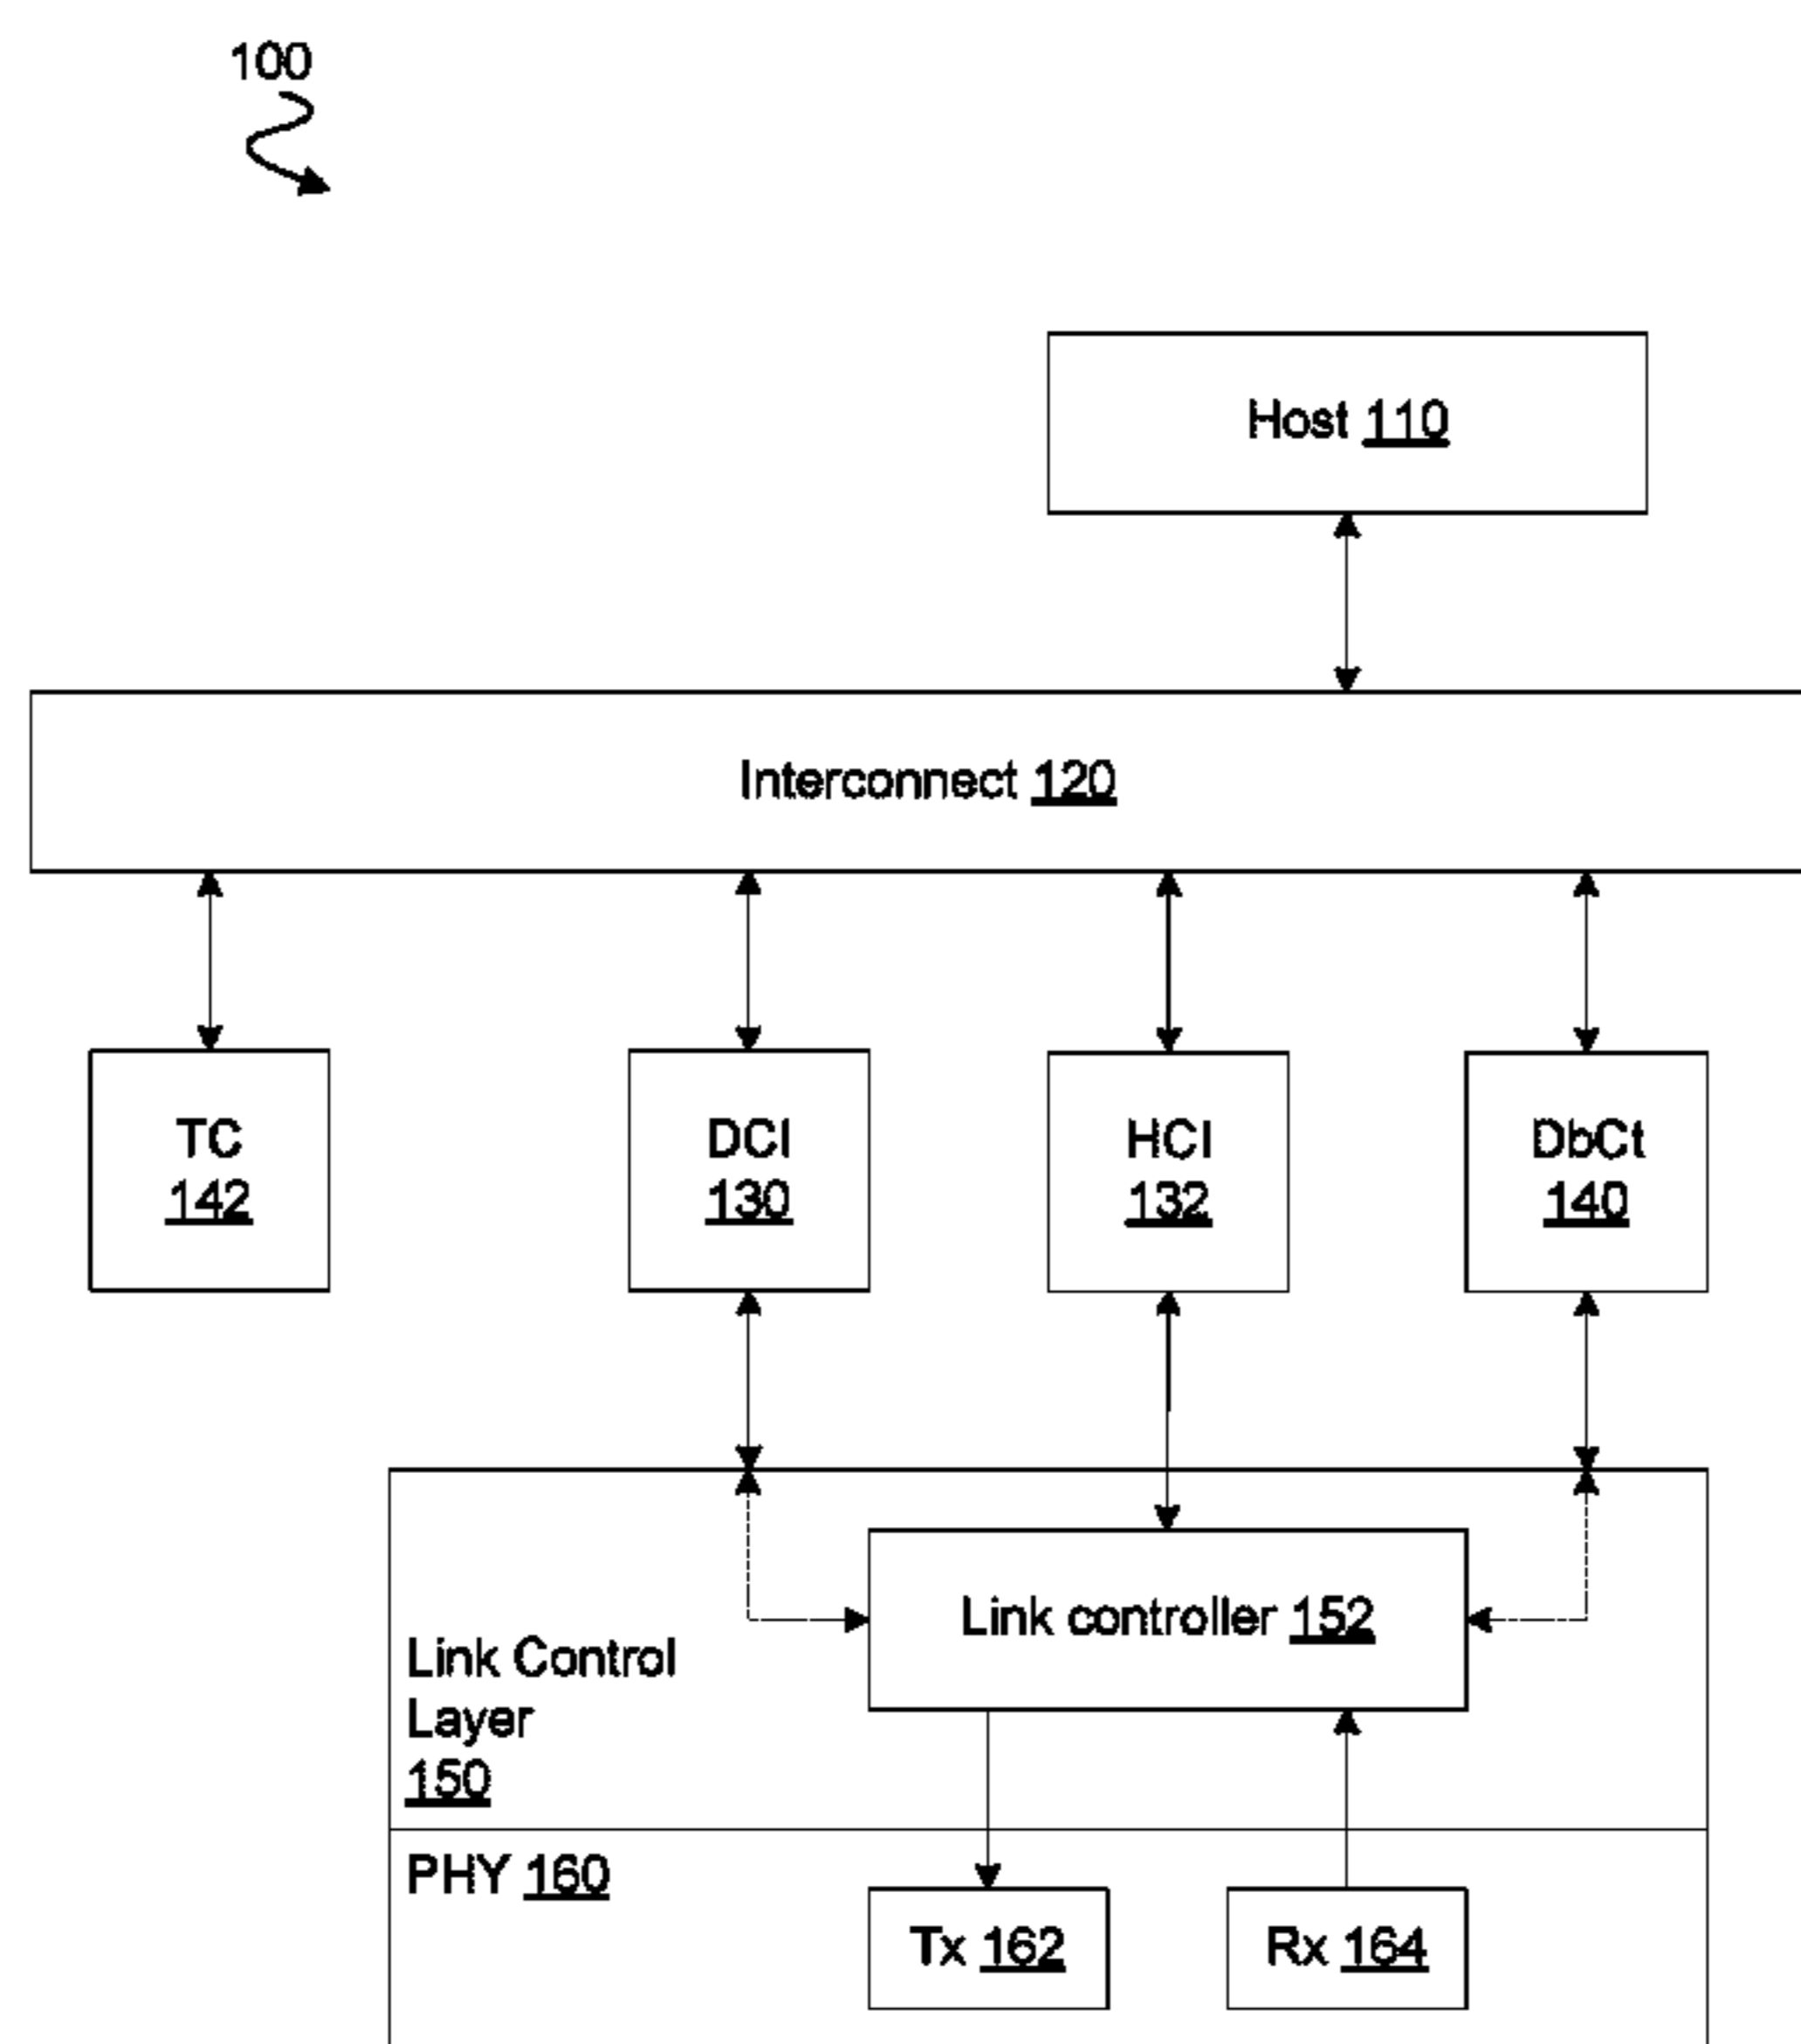 100
Host 110
Interconnect 120
TC
142
DCI
130
HCI
132
DbCt
140
Link controller 152
Link Control
Layer
150
PHY 160
Tx 162
Rx 164